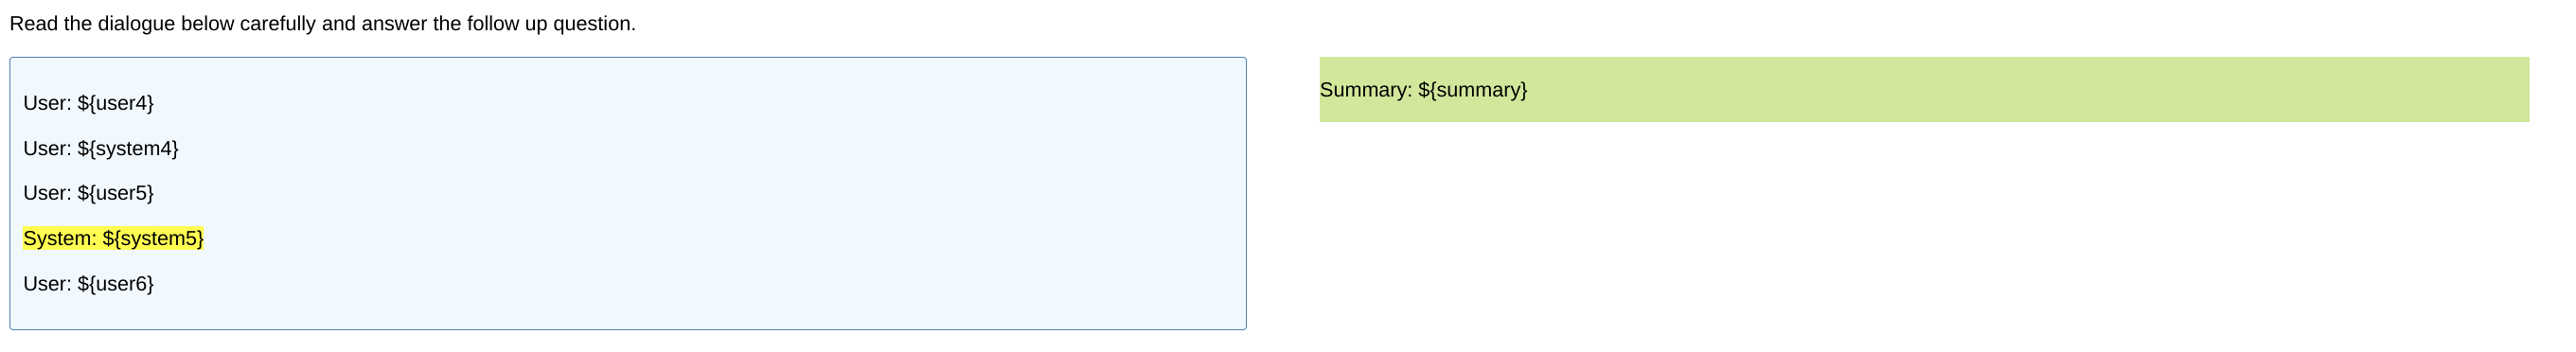 Read the dialogue below carefully and answer the follow up question.
User: ${user4}
User: ${system4}
User: ${user5}
System: ${system5}
User: ${user6}
Summary: ${summary}